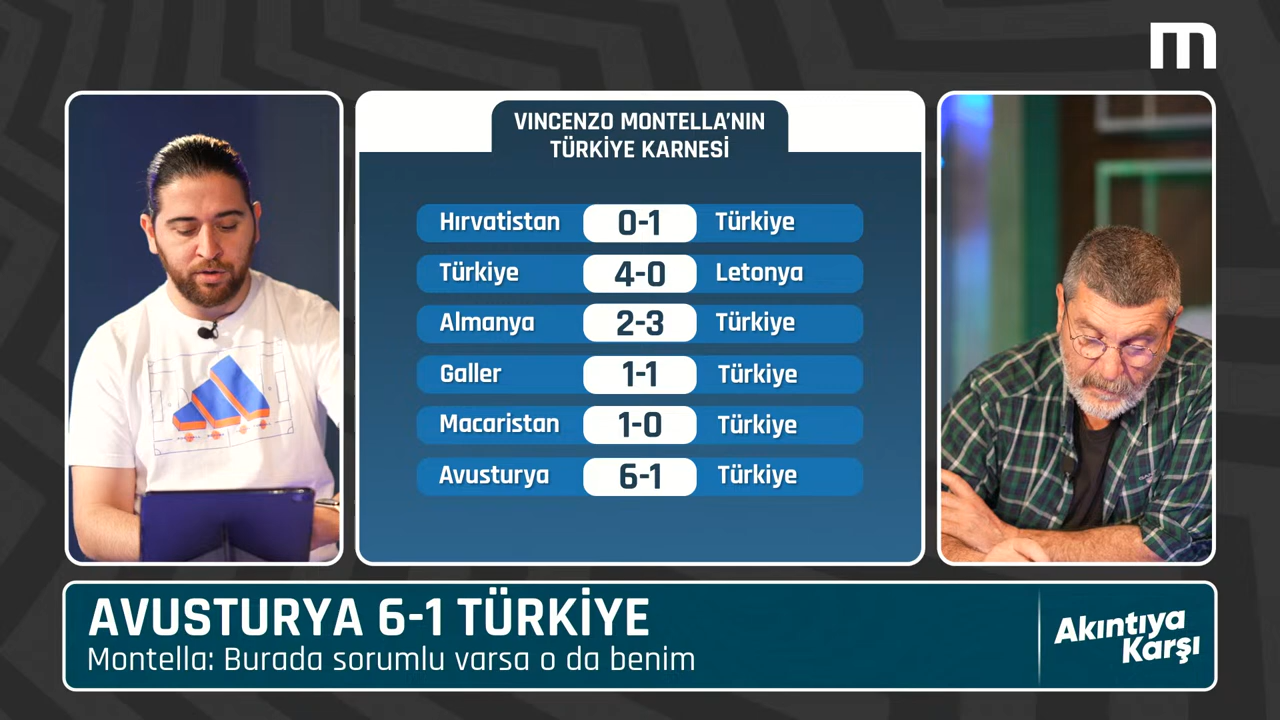 m
VINCENZO MONTELLA'NIN
TÜRKİYE KARNESİ
Hırvatistan 0-1 Türkiye
Türkiye 4-0 Letonya
Almanya 2-3 Türkiye
Galler 1-1 Türkiye
Macaristan 1-0 Türkiye
Avusturya 6-1 Türkiye
AVUSTURYA 6-1 TÜRKİYE
Montella: Burada sorumlu varsa o da benim
Akıntıya
Karşı